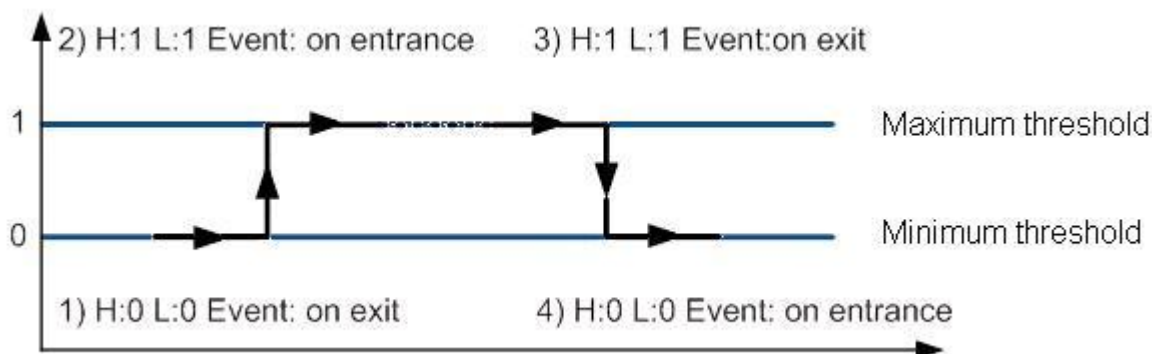 2) H:1 L:1 Event: on entrance
3) H:1 L:1 Event:on exit
1
Maximum threshold
0
Minimum threshold
1) H:0 L:0 Event: on exit
4) H:0 L:0 Event: on entrance